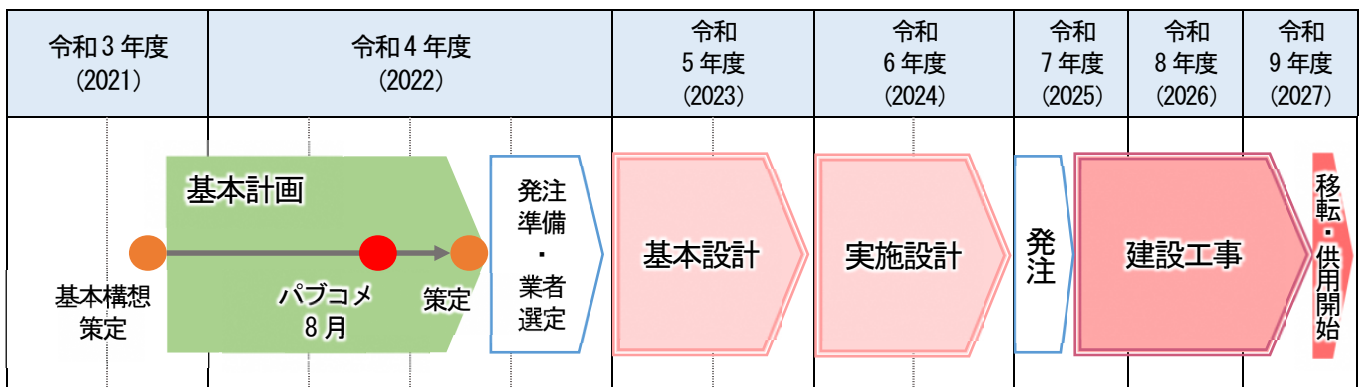 令和3年度
(2021)
令和4年度
(2022)
令和
5年度
(2023)
令和
6年度
(2024)
令和
7年度
(2025)
令和
8年度
(2026)
令和
9年度
(2027)
基本構想
策定
基本計画
パブコメ
8月
策定
発注
準備
・
業者
選定
基本設計
実施設計
発注
建設工事
移転・供用開始